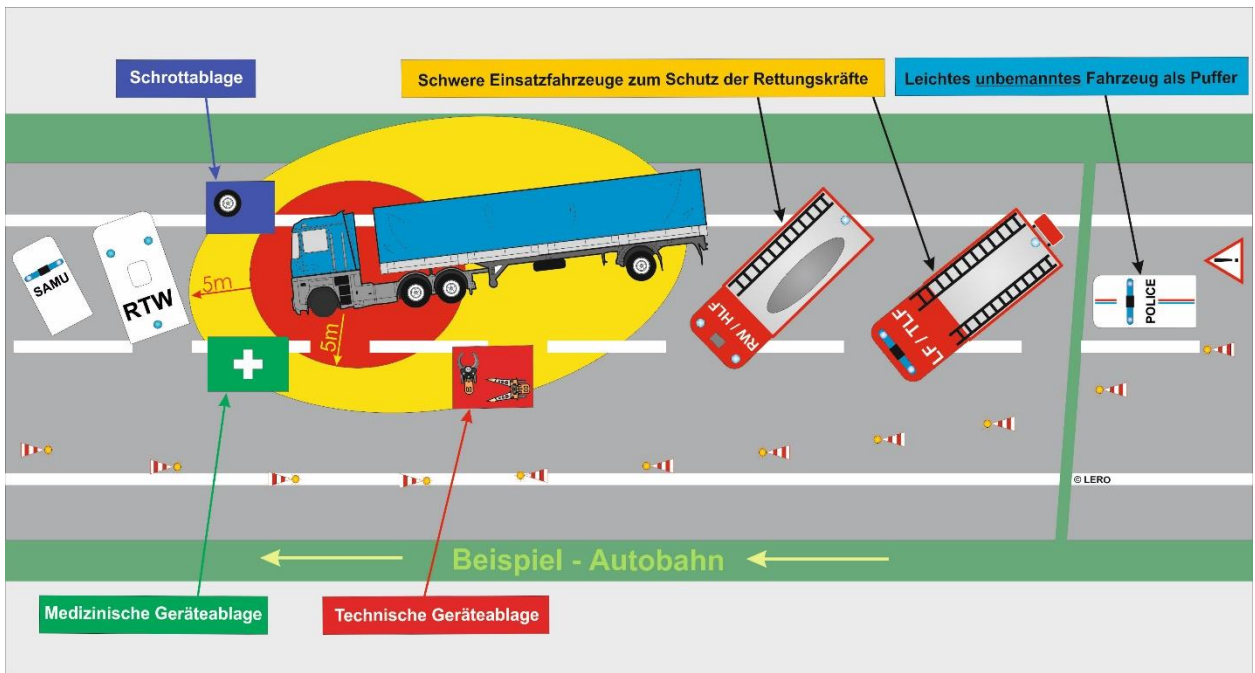 Schrottablage
Schwere Einsatzfahrzeuge zum Schutz der Rettungskräfte
Leichtes unbemanntes Fahrzeug als Puffer
SAMU
RTW
5m
5m
RW / HLF
LF / TLF
POLICE
!
© LERO
Beispiel - Autobahn
Medizinische Geräteablage
Technische Geräteablage